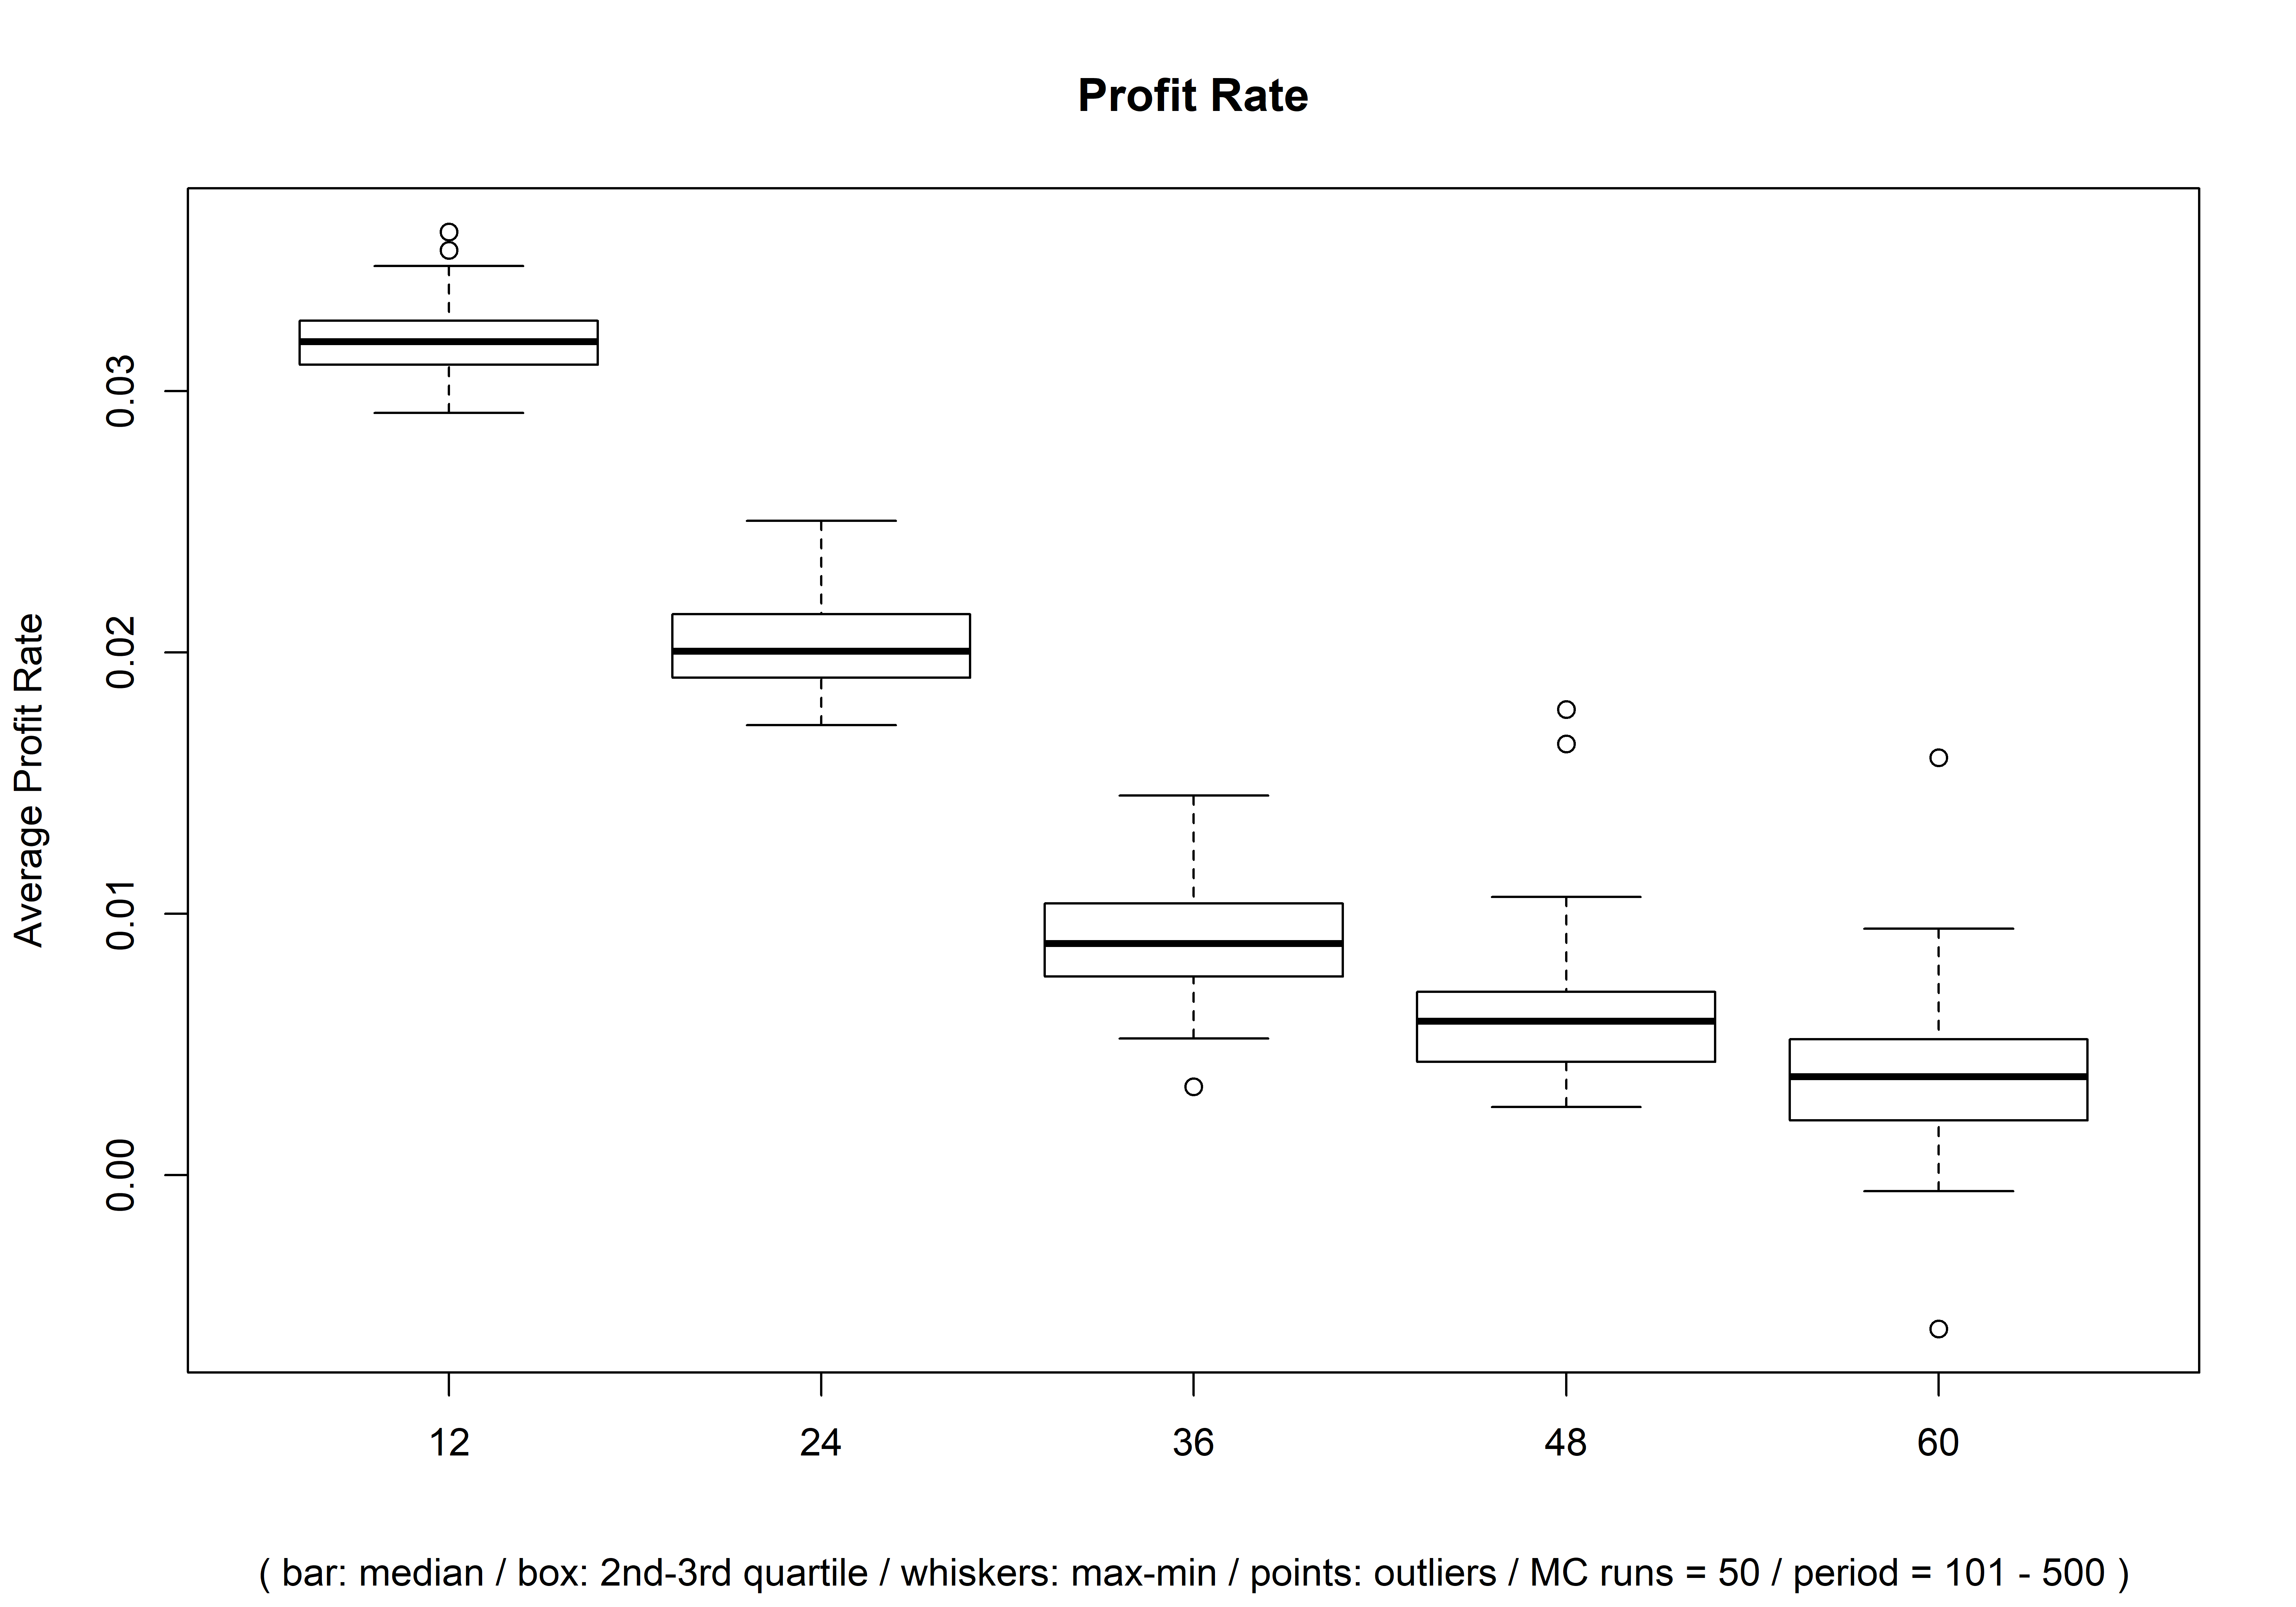 Profit Rate
Average Profit Rate
0.03
0.02
0.01
0.00
12 24 36 48 60
( bar: median / box: 2nd-3rd quartile / whiskers: max-min / points: outliers / MC runs = 50 / period = 101 - 500 )